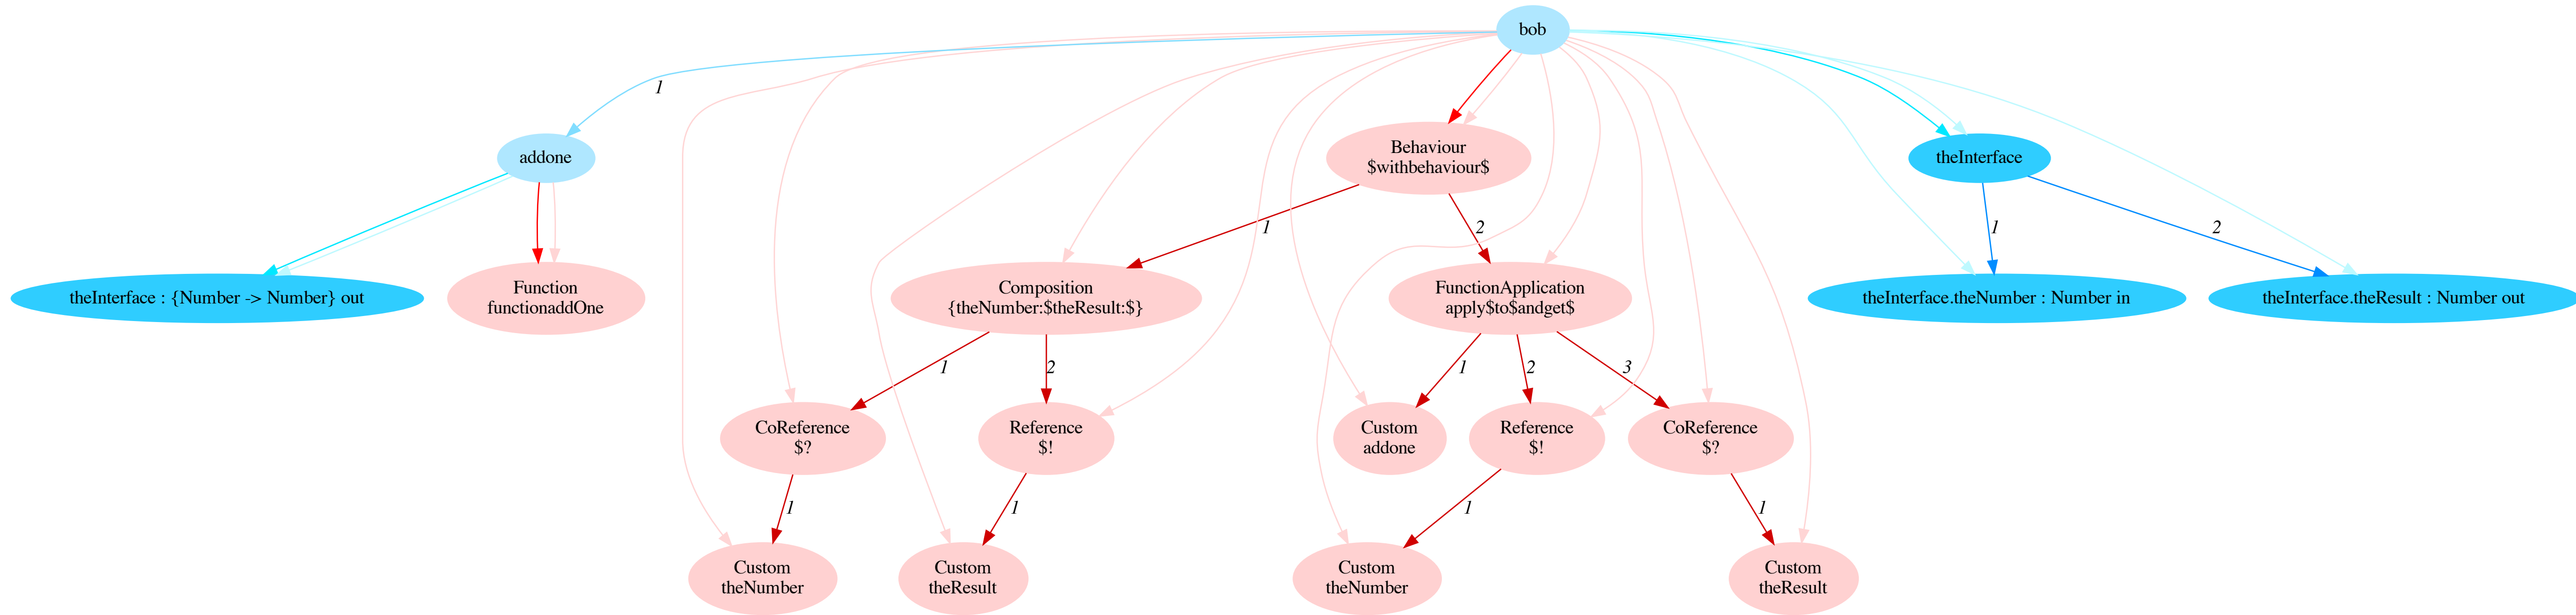 bob
1
addone
Behaviour
$withbehaviour$
theInterface
1
2
1
2
theInterface : {Number -> Number} out
Function
functionaddOne
Composition
{theNumber:$theResult:$}
FunctionApplication
apply$to$andget$
theInterface.theNumber : Number in
theInterface.theResult : Number out
1
2
1
2
3
CoReference
$?
Reference
$!
Custom
addone
Reference
$!
CoReference
$?
1
1
1
1
Custom
theNumber
Custom
theResult
Custom
theNumber
Custom
theResult